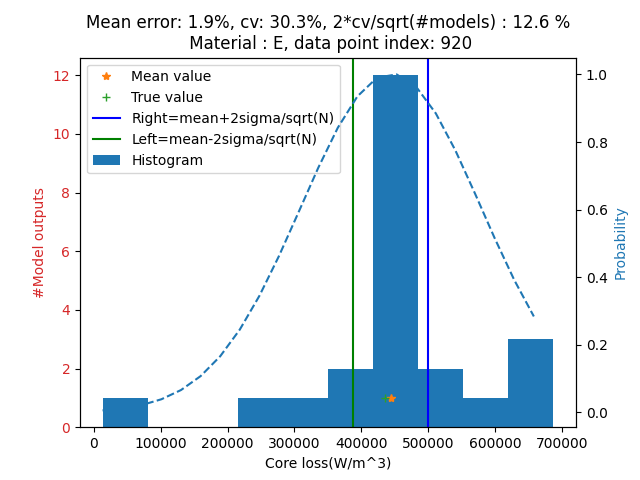 Mean error: 1.9%, cv: 30.3%, 2*cv/sqrt(#models) : 12.6 %
Material : E, data point index: 920
Mean value
True value
Right=mean+2sigma/sqrt(N)
Left=mean-2sigma/sqrt(N)
Histogram
#Model outputs
12
10
8
6
4
2
0
1.0
0.8
0.6
0.4
0.2
0.0
Probability
0 100000 200000 300000 400000 500000 600000 700000
Core loss(W/m^3)